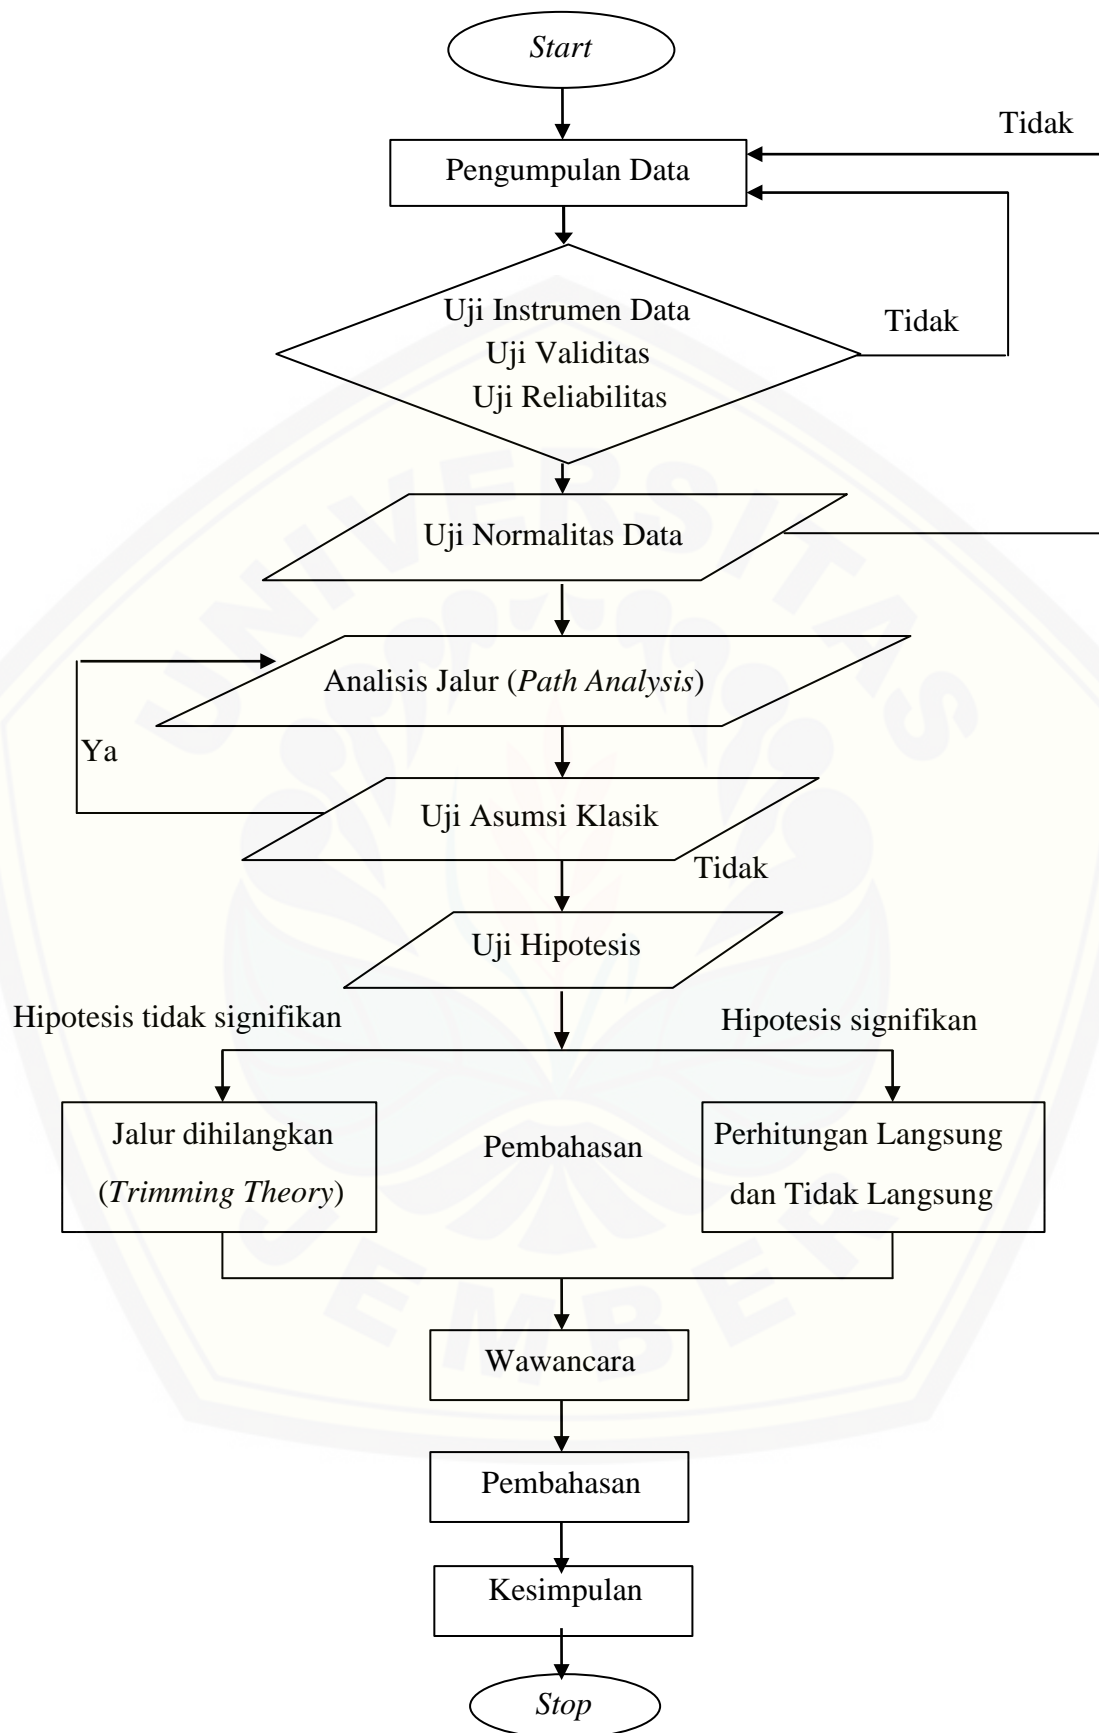 Start
Tidak
Pengumpulan Data
Uji Instrumen Data
Tidak
Uji Validitas
Uji Reliabilitas
Uji Normalitas Data
Analisis Jalur (Path Analysis)
Ya
Uji Asumsi Klasik
Tidak
Uji Hipotesis
Hipotesis tidak signifikan
Hipotesis signifikan
Jalur dihilangkan
(Trimming Theory)
Pembahasan
Perhitungan Langsung
dan Tidak Langsung
Wawancara
Pembahasan
Kesimpulan
Stop
UNIVERSITAS
JEMBER